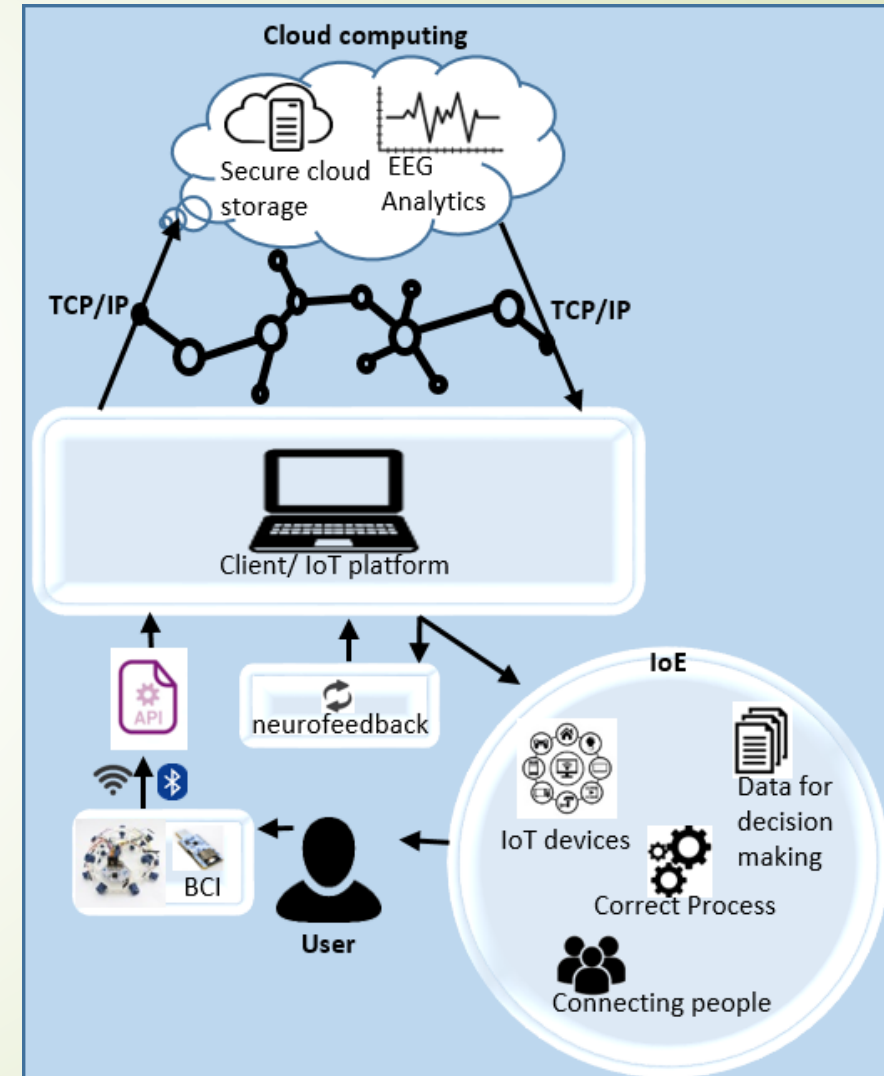 Cloud computing
Secure cloud
storage
EEG
Analytics
TCP/IP
TCP/IP
Client/ IoT platform
API
neurofeedback
IoE
IoT devices
Data for
decision
making
Correct Process
Connecting people
BCI
User